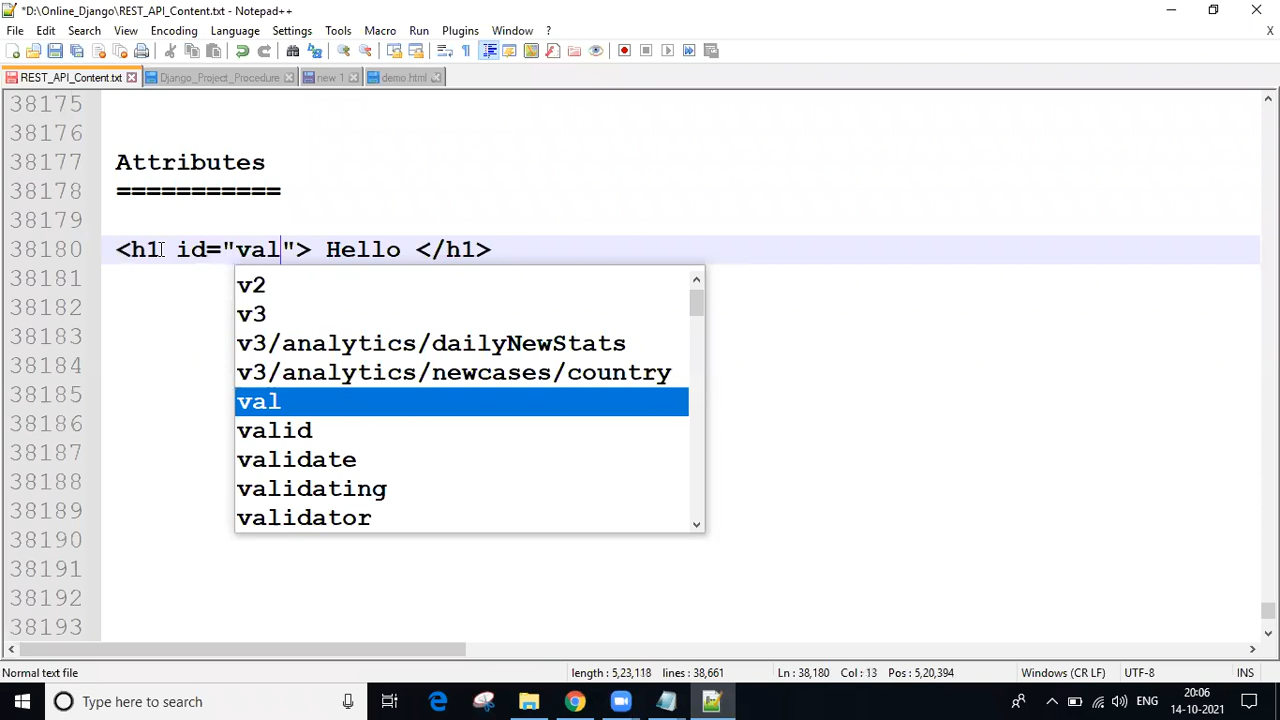 *D:\Online_Django\REST_API_Content.txt - Notepad++
File Edit Search View Encoding Language Settings Tools Macro Run Plugins Window ? X
REST_API_Content.txt Django_Project_Procedure new 1 demo.html
38175
38176
38177 Attributes
38178 ===========
38179
38180 <h1 id="val"> Hello </h1>
38181 v2
38182 v3
38183 v3/analytics/dailyNewStats
38184 v3/analytics/newcases/country
38185 val
38186 valid
38187 validate
38188 validating
38189 validator
38190
38191
38192
38193
Normal text file length : 5,23,118 lines : 38,661 Ln : 38,180 Col : 13 Pos : 5,20,394 Windows (CR LF) UTF-8 INS
Type here to search ENG 20:06
14-10-2021